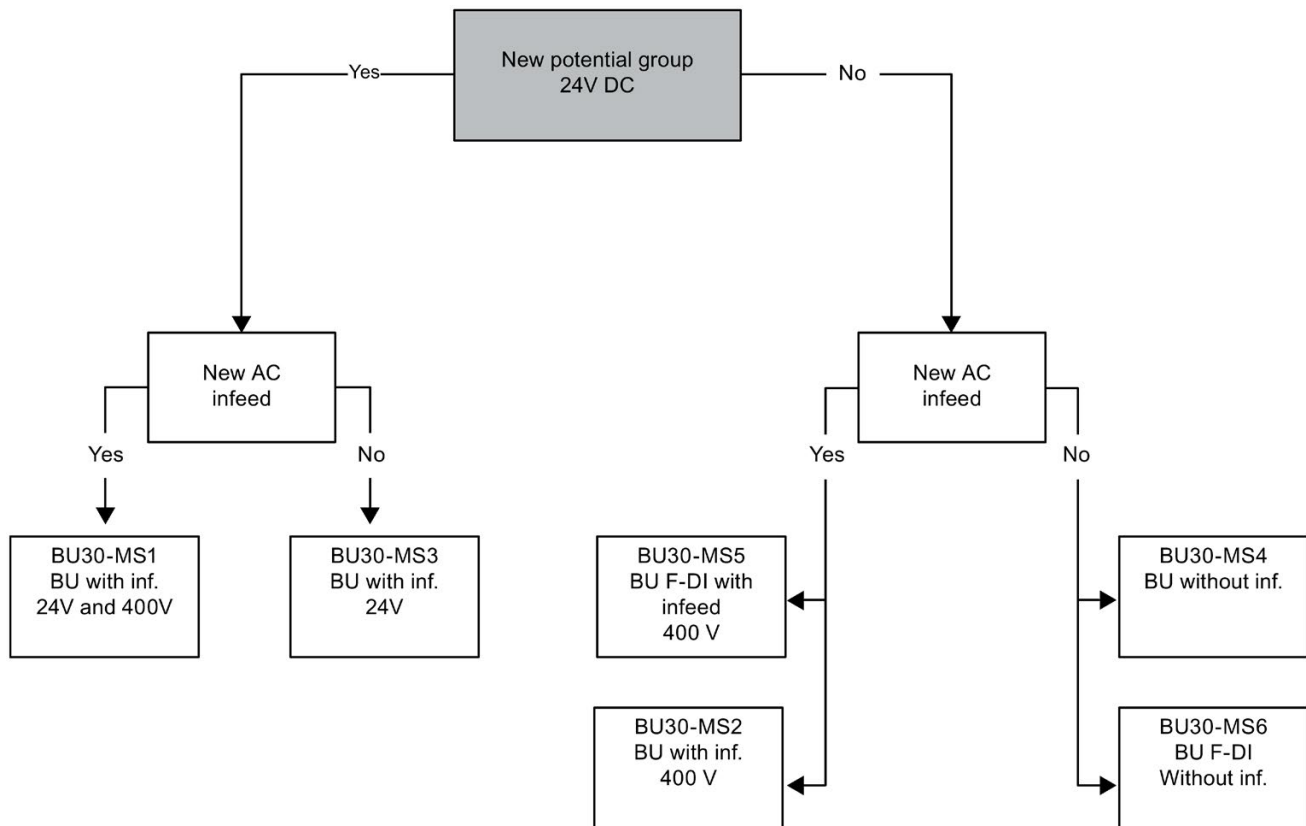 New potential group
24V DC
Yes
No
New AC
infeed
New AC
infeed
Yes
No
Yes
No
BU30-MS1
BU with inf.
24V and 400V
BU30-MS3
BU with inf.
24V
BU30-MS5
BU F-DI with
infeed
400 V
BU30-MS4
BU without inf.
BU30-MS2
BU with inf.
400 V
BU30-MS6
BU F-DI
Without inf.